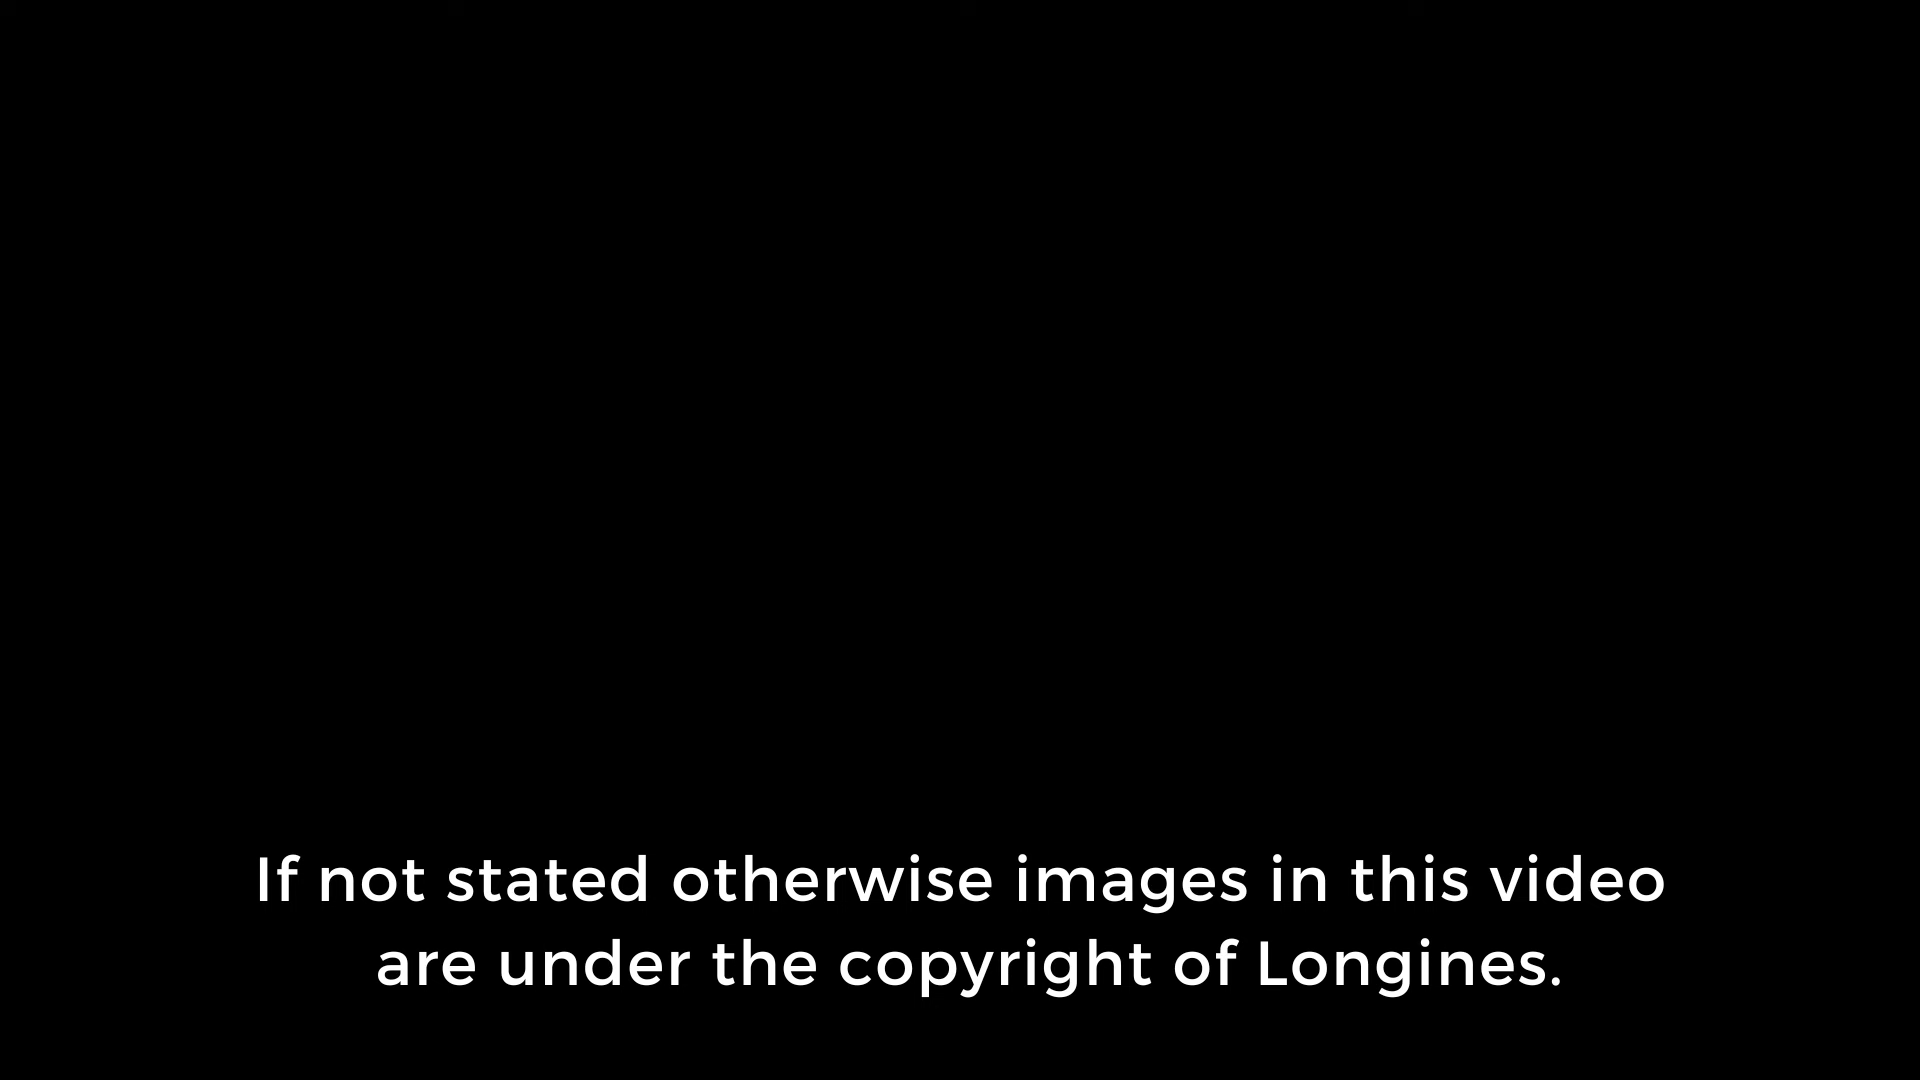 If not stated otherwise images in this video
are under the copyright of Longines.